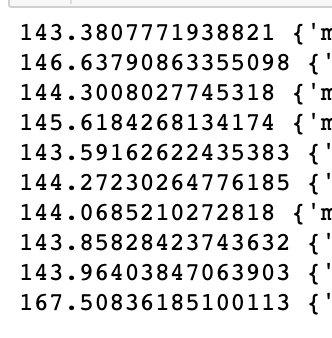 143.3807771938821 {'m
146.63790863355098 {'
144.3008027745318 {'m
145.6184268134174 {'m
143.59162622435383 {'
144.27230264776185 {'
144.0685210272818 {'m
143.85828423743632 {'
143.96403847063903 {'
167.50836185100113 {'